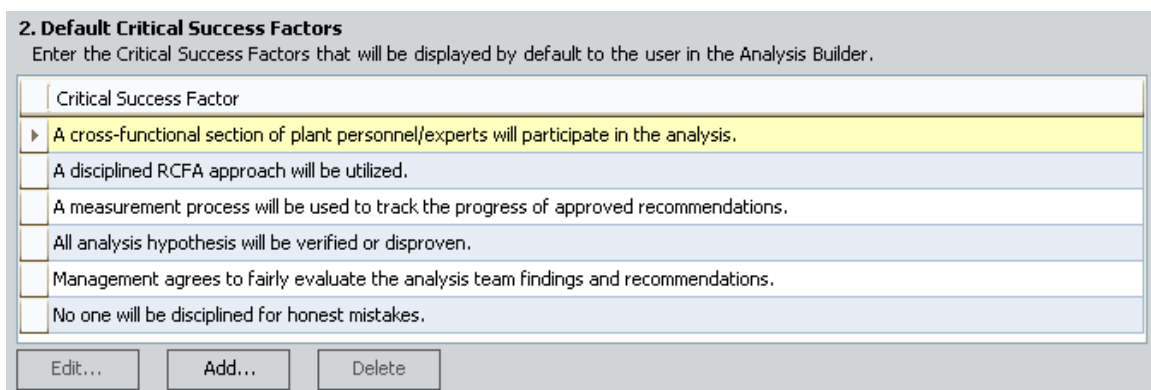 2. Default Critical Success Factors
Enter the Critical Success Factors that will be displayed by default to the user in the Analysis Builder.
Critical Success Factor
A cross-functional section of plant personnel/experts will participate in the analysis.
A disciplined RCFA approach will be utilized.
A measurement process will be used to track the progress of approved recommendations.
All analysis hypothesis will be verified or disproven.
Management agrees to fairly evaluate the analysis team findings and recommendations.
No one will be disciplined for honest mistakes.
Edit... Add... Delete